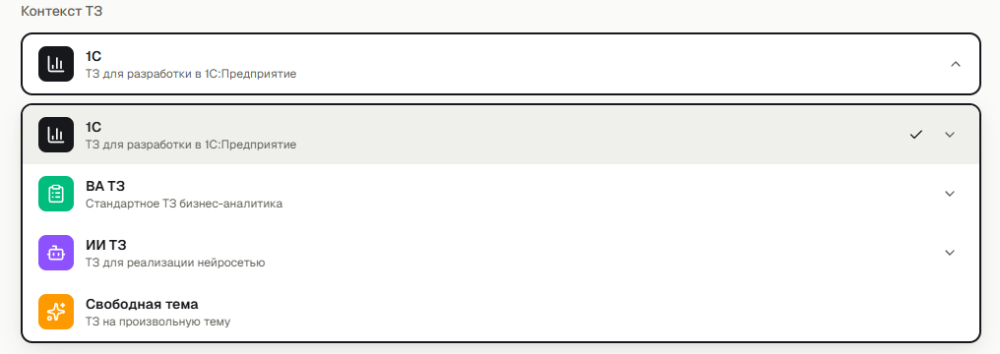 Контекст ТЗ
1С
ТЗ для разработки в 1С:Предприятие
1С
ТЗ для разработки в 1С:Предприятие
BA ТЗ
Стандартное ТЗ бизнес-аналитика
ИИ ТЗ
ТЗ для реализации нейросетью
Свободная тема
ТЗ на произвольную тему